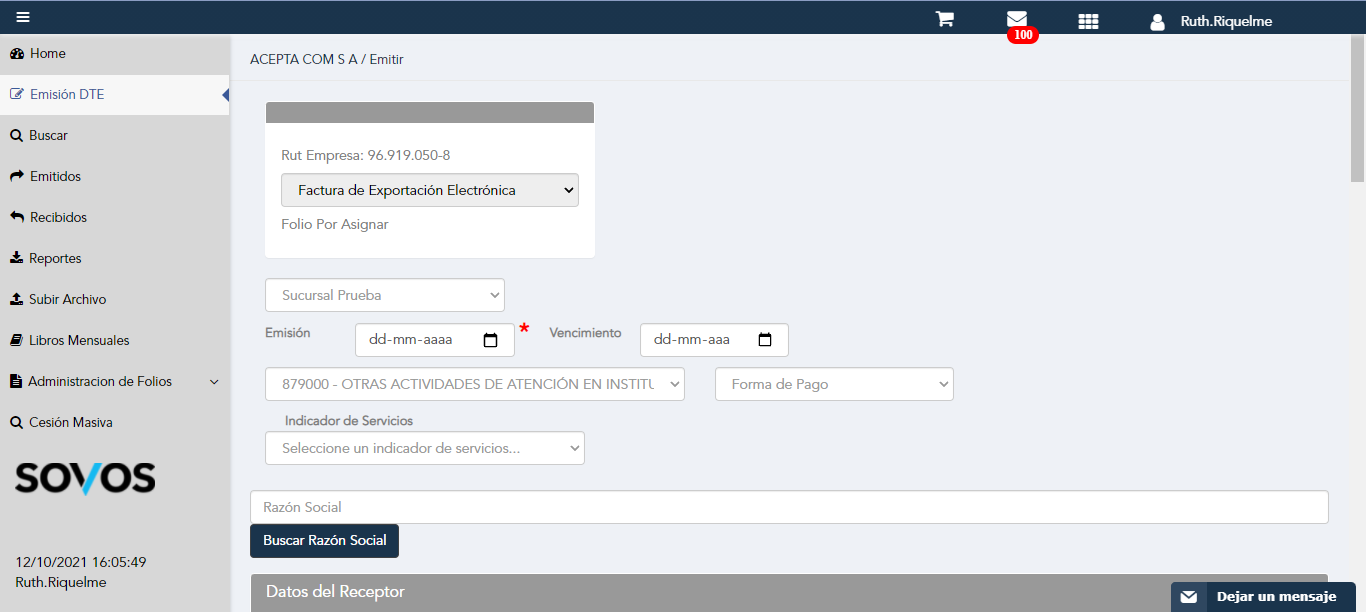 Ruth.Riquelme
100
Home
ACEPTA COM S A / Emitir
Emisión DTE
Buscar
Emitidos
Recibidos
Reportes
Subir Archivo
Libros Mensuales
Administracion de Folios
Cesión Masiva
SOVOS
12/10/2021 16:05:49
Ruth.Riquelme
Rut Empresa: 96.919.050-8
Factura de Exportación Electrónica
Folio Por Asignar
Sucursal Prueba
Emisión dd-mm-aaaa * Vencimiento dd-mm-aaa
879000 - OTRAS ACTIVIDADES DE ATENCIÓN EN INSTITU Forma de Pago
Indicador de Servicios
Seleccione un indicador de servicios...
Razón Social
Buscar Razón Social
Datos del Receptor
Dejar un mensaje